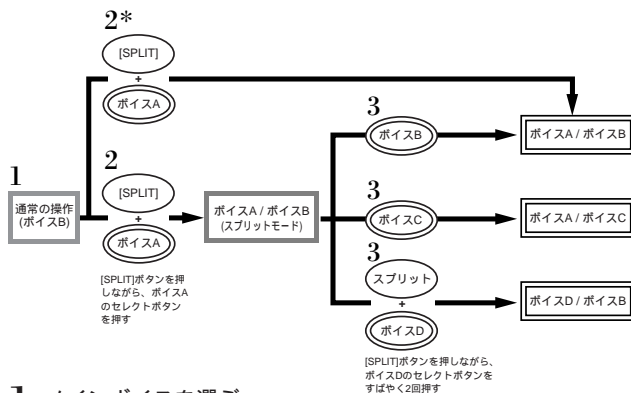 2*
[SPLIT]
+
ボイスA
1
通常の操作
(ボイスB)
2
[SPLIT]
+
ボイスA
[SPLIT]ボタンを押
しながら、ボイスA
のセレクトボタン
を押す
ボイスA / ボイスB
(スプリットモード)
3
ボイスB
ボイスA / ボイスB
3
ボイスC
ボイスA / ボイスC
3
スプリット
+
ボイスD
ボイスD / ボイスB
[SPLIT]ボタンを押しながら、
ボイスDのセレクトボタンを
すばやく2回押す